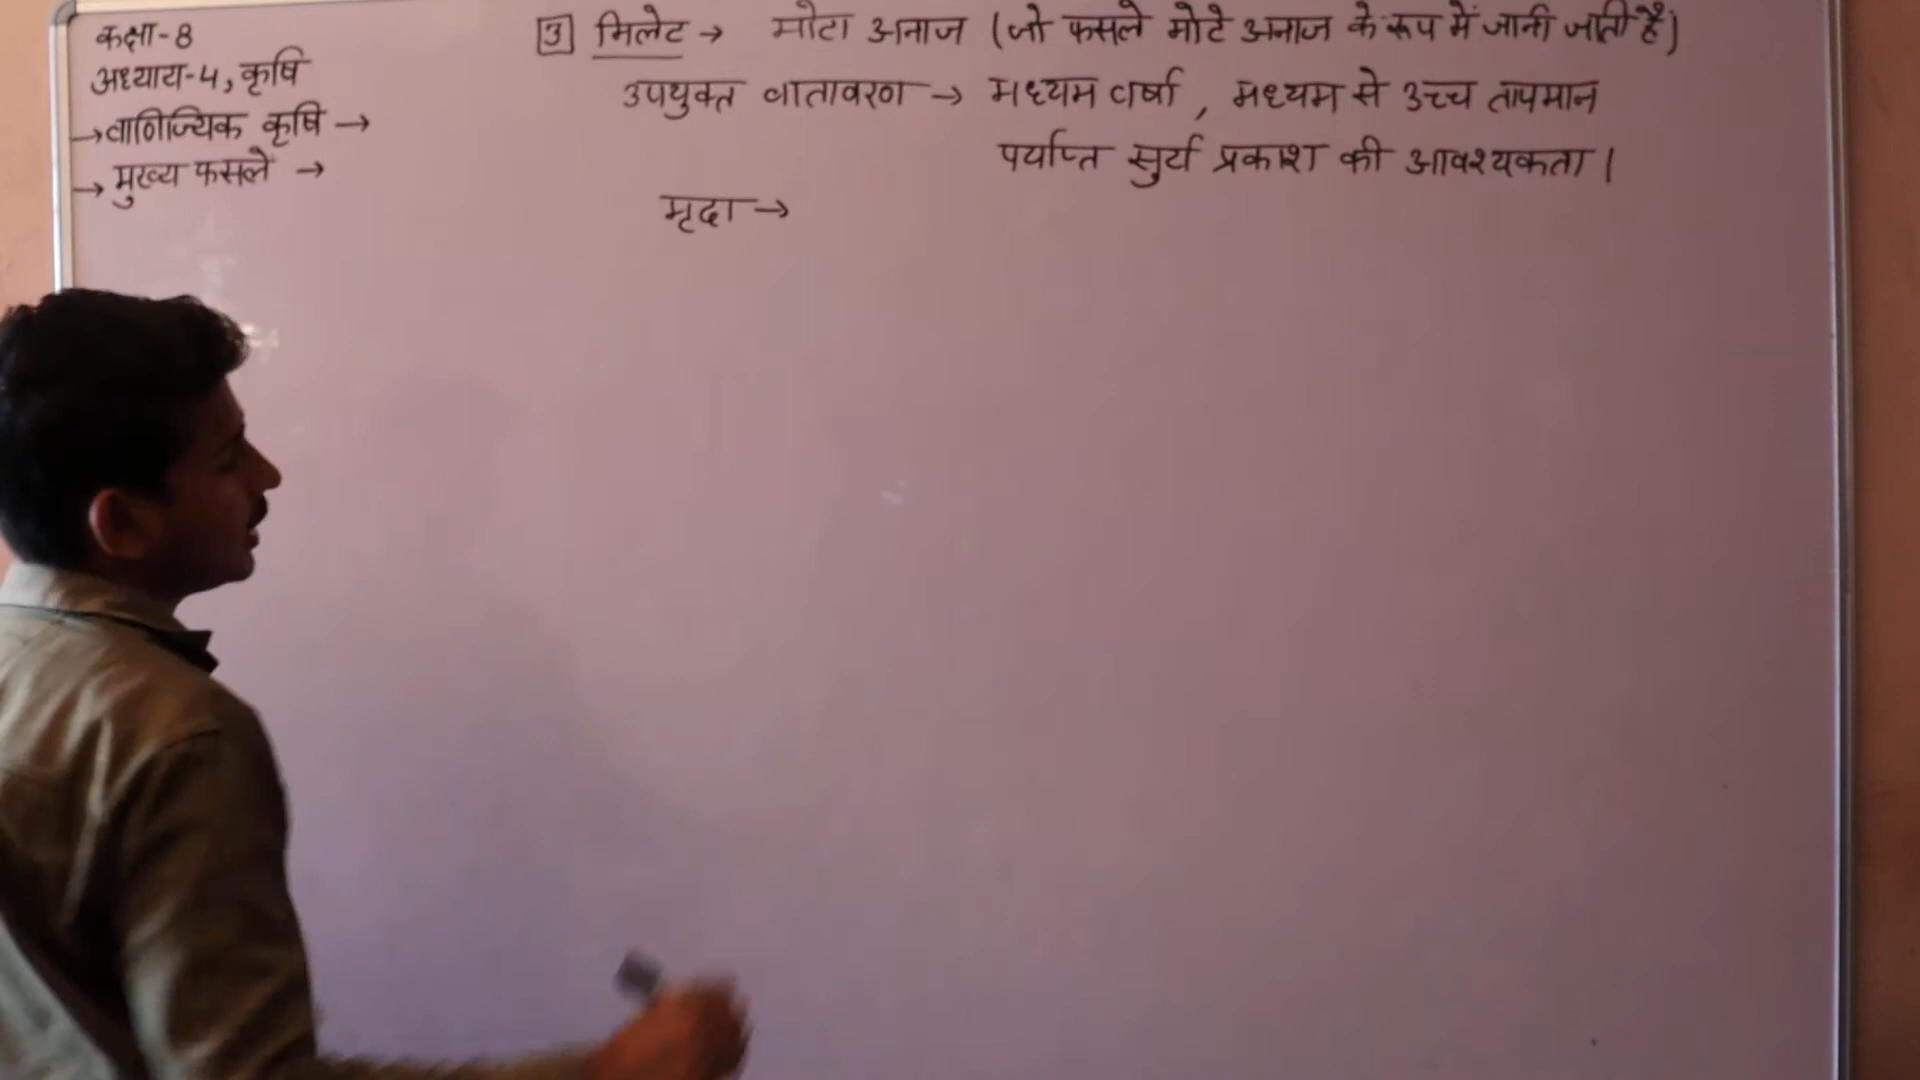 कक्षा-8
अध्याय-4, कृषि
→वाणिज्यिक कृषि →
→ मुख्य फसले →
3 मिलेट → मोटा अनाज (जो फसले मोटे अनाज के रूप में जानी जाती है)
उपयुक्त वातावरण → मध्यम वर्षा, मध्यम से उच्च तापमान
पर्याप्त सुर्य प्रकाश की आवश्यकता।
मृदा →